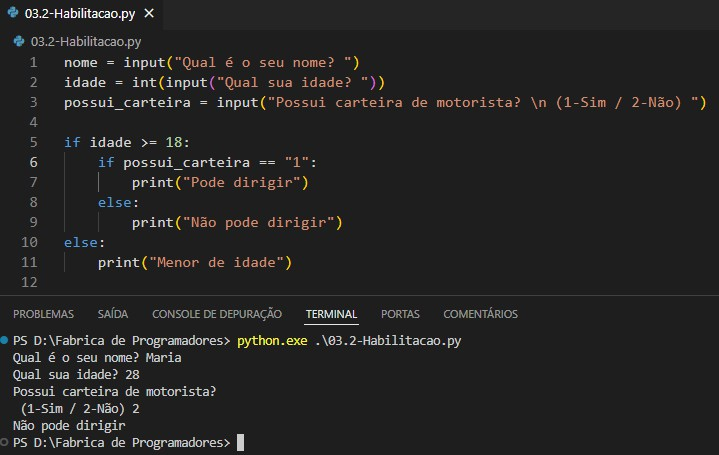 03.2-Habilitacao.py ×
03.2-Habilitacao.py
1 nome = input("Qual é o seu nome? ")
2 idade = int(input("Qual sua idade? "))
3 possui_carteira = input("Possui carteira de motorista? \n (1-Sim / 2-Não) ")
4
5 if idade >= 18:
6     if possui_carteira == "1":
7         print("Pode dirigir")
8     else:
9         print("Não pode dirigir")
10 else:
11     print("Menor de idade")
12
PROBLEMAS SAÍDA CONSOLE DE DEPURAÇÃO TERMINAL PORTAS COMENTÁRIOS
PS D:\Fabrica de Programadores> python.exe .\03.2-Habilitacao.py
Qual é o seu nome? Maria
Qual sua idade? 28
Possui carteira de motorista?
 (1-Sim / 2-Não) 2
Não pode dirigir
PS D:\Fabrica de Programadores>